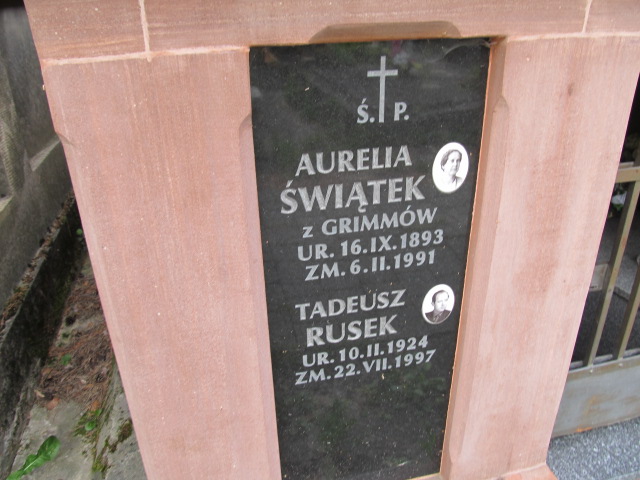 Ś. P.
AURELIA
ŚWIĄTEK
z GRIMMÓW
UR. 16.IX.1893
ZM. 6.II.1991
TADEUSZ
RUSEK
UR. 10.II.1924
ZM. 22.VII.1997